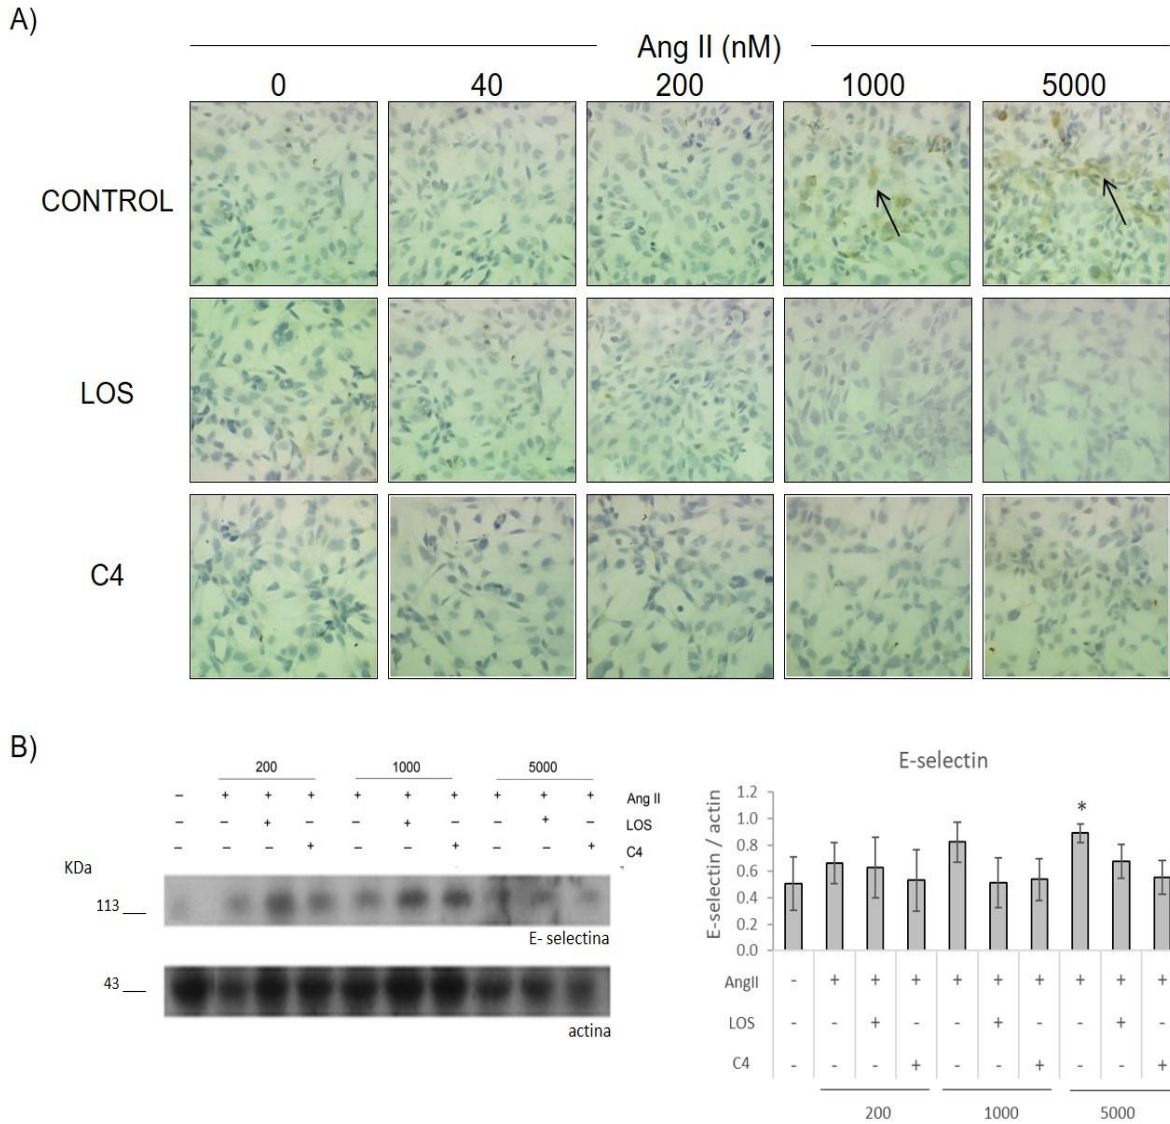 A)
Ang II (nM)
0 40 200 1000 5000
CONTROL
LOS
C4
B)
200 1000 5000
– + + + + + + + + + Ang II
– – + – – + – – + – LOS
– – – + – – + – – + C4
KDa
113
E- selectina
43
actina
E-selectin
E-selectin / actin
1.2
1.0
0.8
0.6
0.4
0.2
0.0
*
AngII - + + + + + + + + +
LOS - - + - - + - - + -
C4 - - - + - - + - - +
200 1000 5000